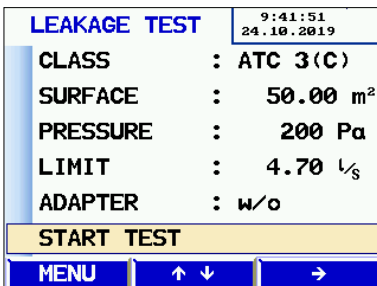 LEAKAGE TEST
9:41:51
24.10.2019
CLASS : ATC 3(C)
SURFACE : 50.00 m²
PRESSURE : 200 Pa
LIMIT : 4.70 l/s
ADAPTER : w/o
START TEST
MENU ↑ ↓ →